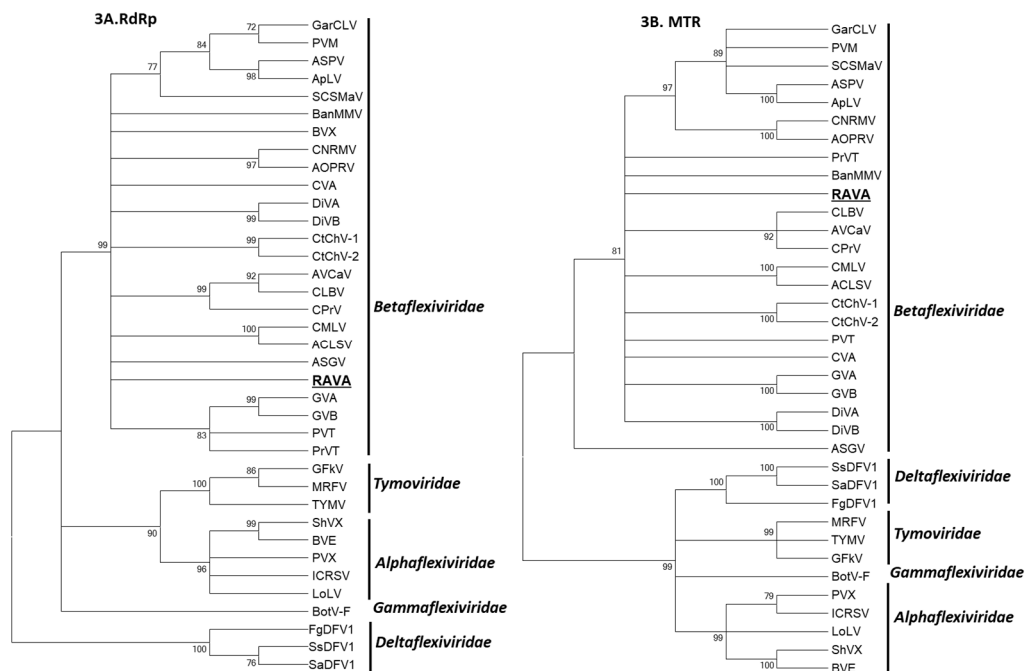 3A.RdRp
GarCLV
72
PVM
84
ASPV
98
ApLV
77
SCSMaV
BanMMV
BVX
CNRMV
97
AOPRV
CVA
DiVA
99
DiVB
99
CtChV-1
99
CtChV-2
92
AVCaV
99
CLBV
CPrV
100
CMLV
ACLSV
ASGV
RAVA
99
GVA
GVB
83
PVT
PrVT
Betaflexiviridae
86
GFkV
100
MRFV
TYMV
Tymoviridae
90
99
ShVX
BVE
96
PVX
ICRSV
LoLV
Alphaflexiviridae
BotV-F
Gammaflexiviridae
FgDFV1
100
SsDFV1
76
SaDFV1
Deltaflexiviridae
3B. MTR
GarCLV
89
PVM
SCSMaV
97
ASPV
100
ApLV
CNRMV
100
AOPRV
PrVT
BanMMV
RAVA
CLBV
92
AVCaV
CPrV
81
100
CMLV
ACLSV
CtChV-1
100
CtChV-2
PVT
CVA
GVA
100
GVB
DiVA
100
DiVB
ASGV
Betaflexiviridae
100
SsDFV1
100
SaDFV1
FgDFV1
Deltaflexiviridae
MRFV
99
TYMV
GFkV
Tymoviridae
99
BotV-F
Gammaflexiviridae
79
PVX
ICRSV
99
LoLV
ShVX
100
BVE
Alphaflexiviridae